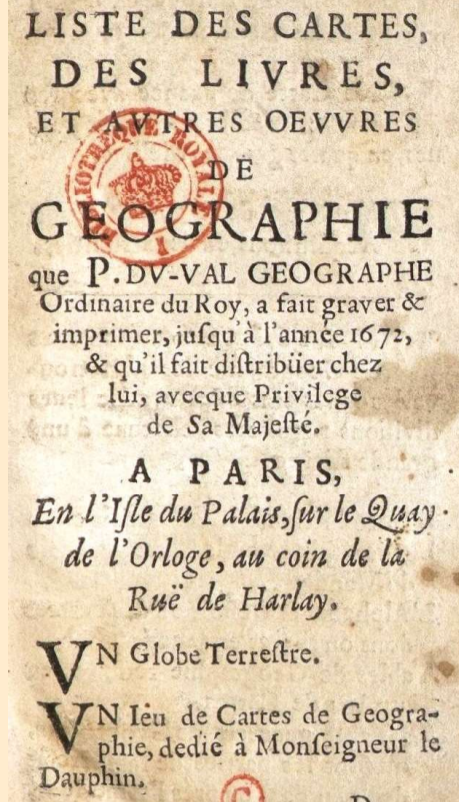 LISTE DES CARTES,
DES LIVRES,
ET AVTRES OEVVRES
DE
GEOGRAPHIE
que P. DV-VAL GEOGRAPHE
Ordinaire du Roy, a fait graver &
imprimer, juſqu'à l'année 1672,
& qu'il fait diſtribüer chez
lui, avecque Privilege
de Sa Majeſté.
A PARIS,
En l'Iſle du Palais, ſur le Quay
de l'Orloge, au coin de la
Ruë de Harlay.
VN Globe Terreſtre.
VN Ieu de Cartes de Geogra-
phie, dedié à Monſeigneur le
Dauphin.